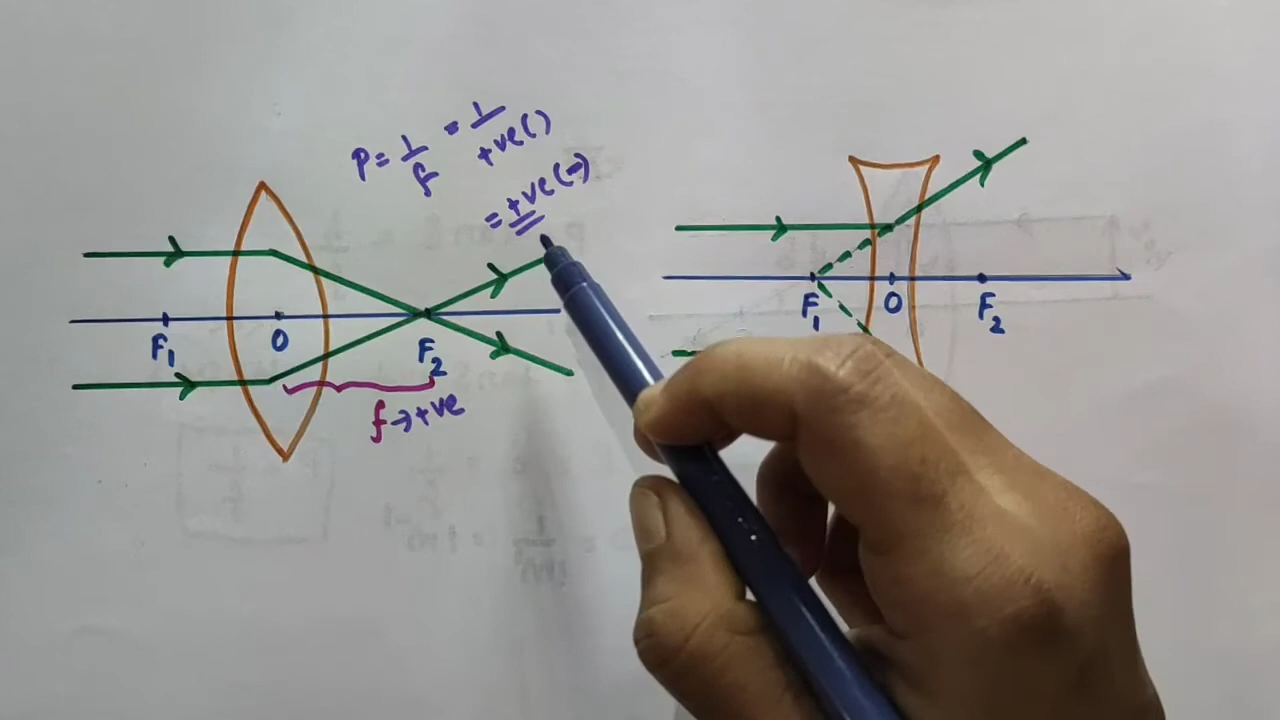 P = 1/f = 1/+ve()
= +ve(-)
F1 O F2
f → +ve
F1 O F2